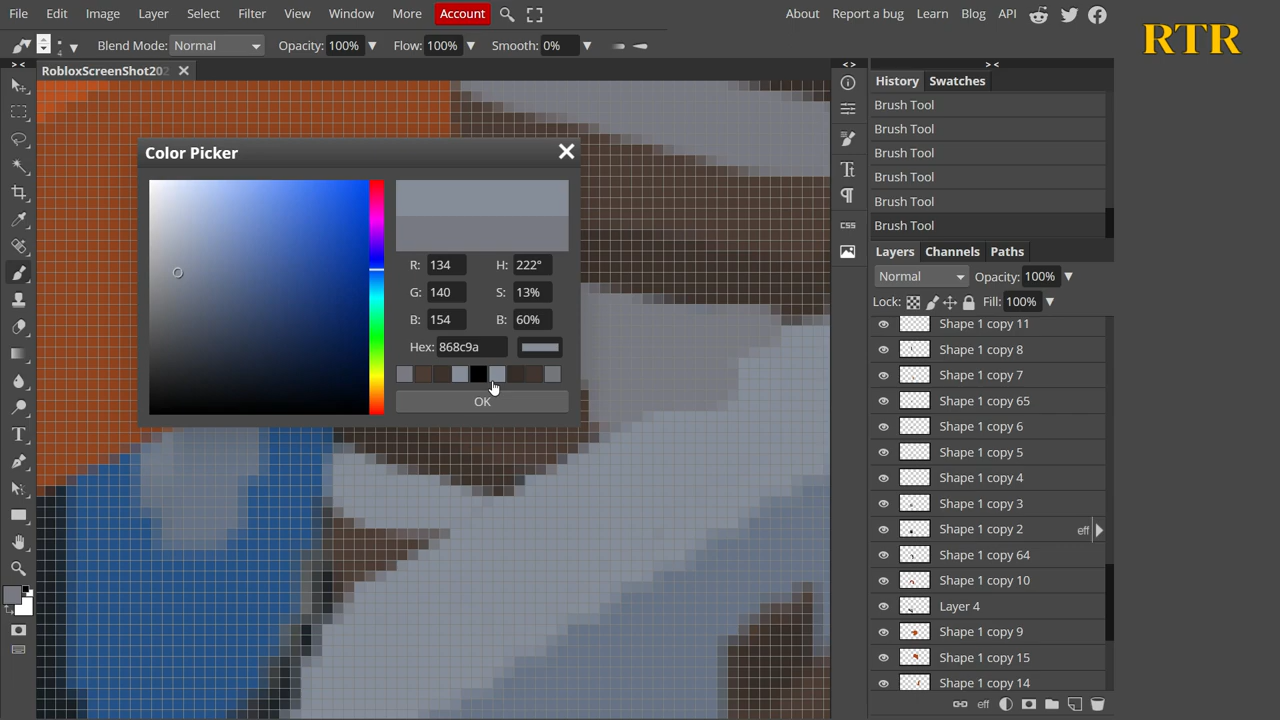 File Edit Image Layer Select Filter View Window More Account About Report a bug Learn Blog API
RTR
4 Blend Mode: Normal Opacity: 100% Flow: 100% Smooth: 0%
RobloxScreenShot202
History Swatches
Brush Tool
Brush Tool
Brush Tool
Brush Tool
Brush Tool
Brush Tool
Color Picker
R: 134 H: 222°
G: 140 S: 13%
B: 154 B: 60%
Hex: 868c9a
OK
CSS
Layers Channels Paths
Normal Opacity: 100%
Lock: Fill: 100%
Shape 1 copy 11
Shape 1 copy 8
Shape 1 copy 7
Shape 1 copy 65
Shape 1 copy 6
Shape 1 copy 5
Shape 1 copy 4
Shape 1 copy 3
Shape 1 copy 2 eff
Shape 1 copy 64
Shape 1 copy 10
Layer 4
Shape 1 copy 9
Shape 1 copy 15
Shape 1 copy 14
eff